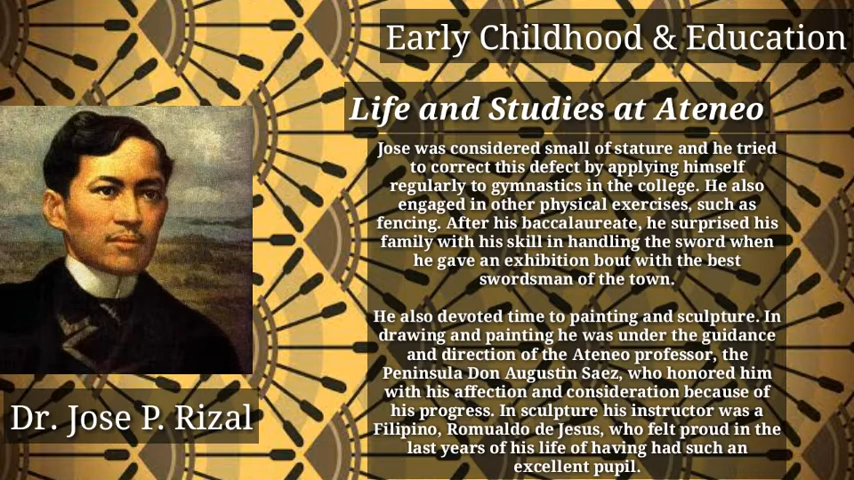 Early Childhood & Education
Life and Studies at Ateneo
Jose was considered small of stature and he tried
to correct this defect by applying himself
regularly to gymnastics in the college. He also
engaged in other physical exercises, such as
fencing. After his baccalaureate, he surprised his
family with his skill in handling the sword when
he gave an exhibition bout with the best
swordsman of the town.
He also devoted time to painting and sculpture. In
drawing and painting he was under the guidance
and direction of the Ateneo professor, the
Peninsula Don Augustin Saez, who honored him
with his affection and consideration because of
his progress. In sculpture his instructor was a
Filipino, Romualdo de Jesus, who felt proud in the
last years of his life of having had such an
excellent pupil.
Dr. Jose P. Rizal